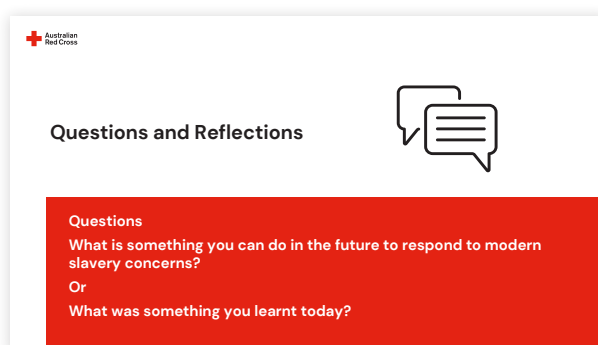 Australian
Red Cross
Questions and Reflections
Questions
What is something you can do in the future to respond to modern
slavery concerns?
Or
What was something you learnt today?